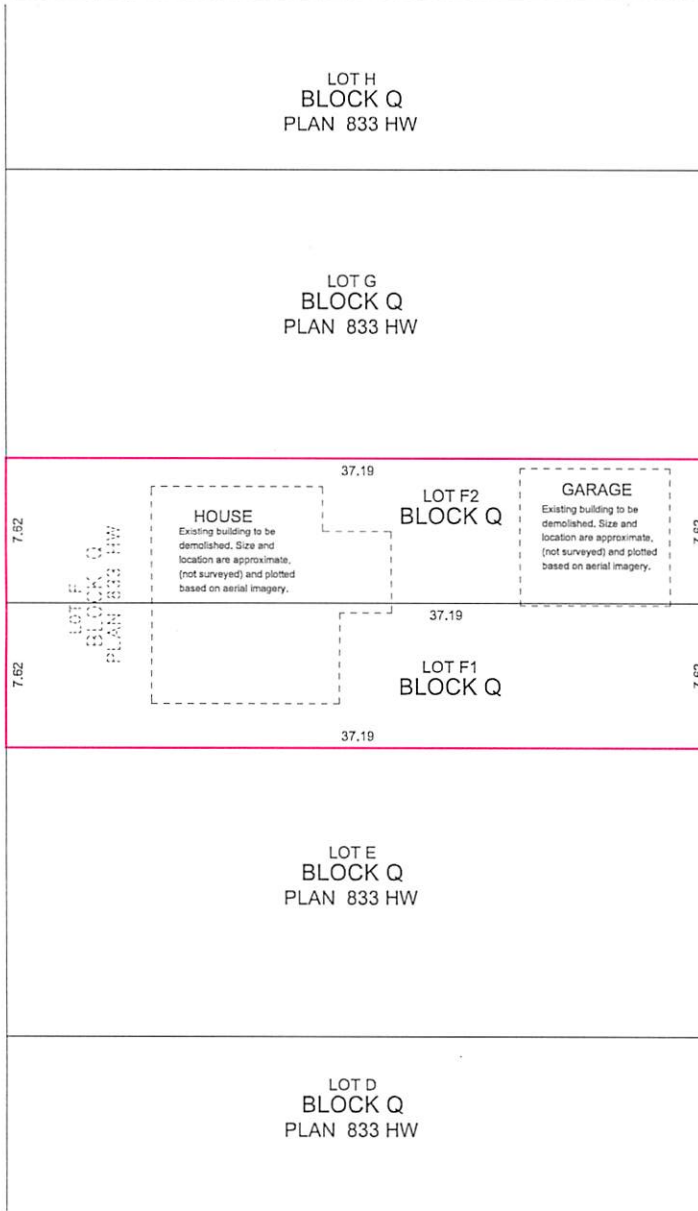 LOT H
BLOCK Q
PLAN 833 HW
LOT G
BLOCK Q
PLAN 833 HW
37.19
7.62
HOUSE
Existing building to be
demolished. Size and
location are approximate,
(not surveyed) and plotted
based on aerial imagery.
LOT F2
BLOCK Q
GARAGE
Existing building to be
demolished. Size and
location are approximate,
(not surveyed) and plotted
based on aerial imagery.
7.62
LOT F
BLOCK Q
PLAN 833 HW
37.19
7.62
LOT F1
BLOCK Q
7.62
37.19
LOT E
BLOCK Q
PLAN 833 HW
LOT D
BLOCK Q
PLAN 833 HW